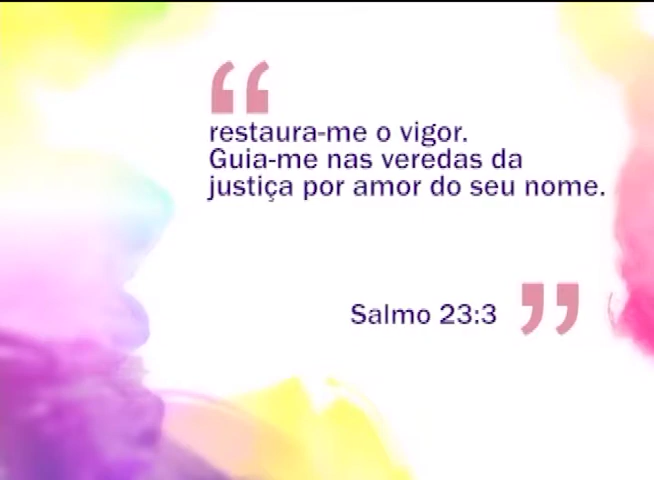 “
restaura-me o vigor.
Guia-me nas veredas da
justiça por amor do seu nome.
Salmo 23:3 ”